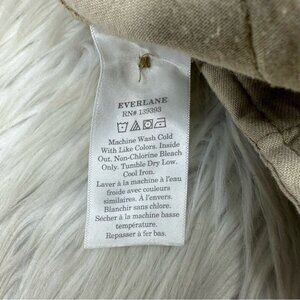 EVERLANE
RN# 139393
Machine Wash Cold
With Like Colors. Inside
Out. Non-Chlorine Bleach
Only. Tumble Dry Low.
Cool Iron.
Laver à la machine à l'eau
froide avec couleurs
similaires. À l'envers.
Blanchir sans chlore.
Sécher à la machine basse
température.
Repasser à fer bas.